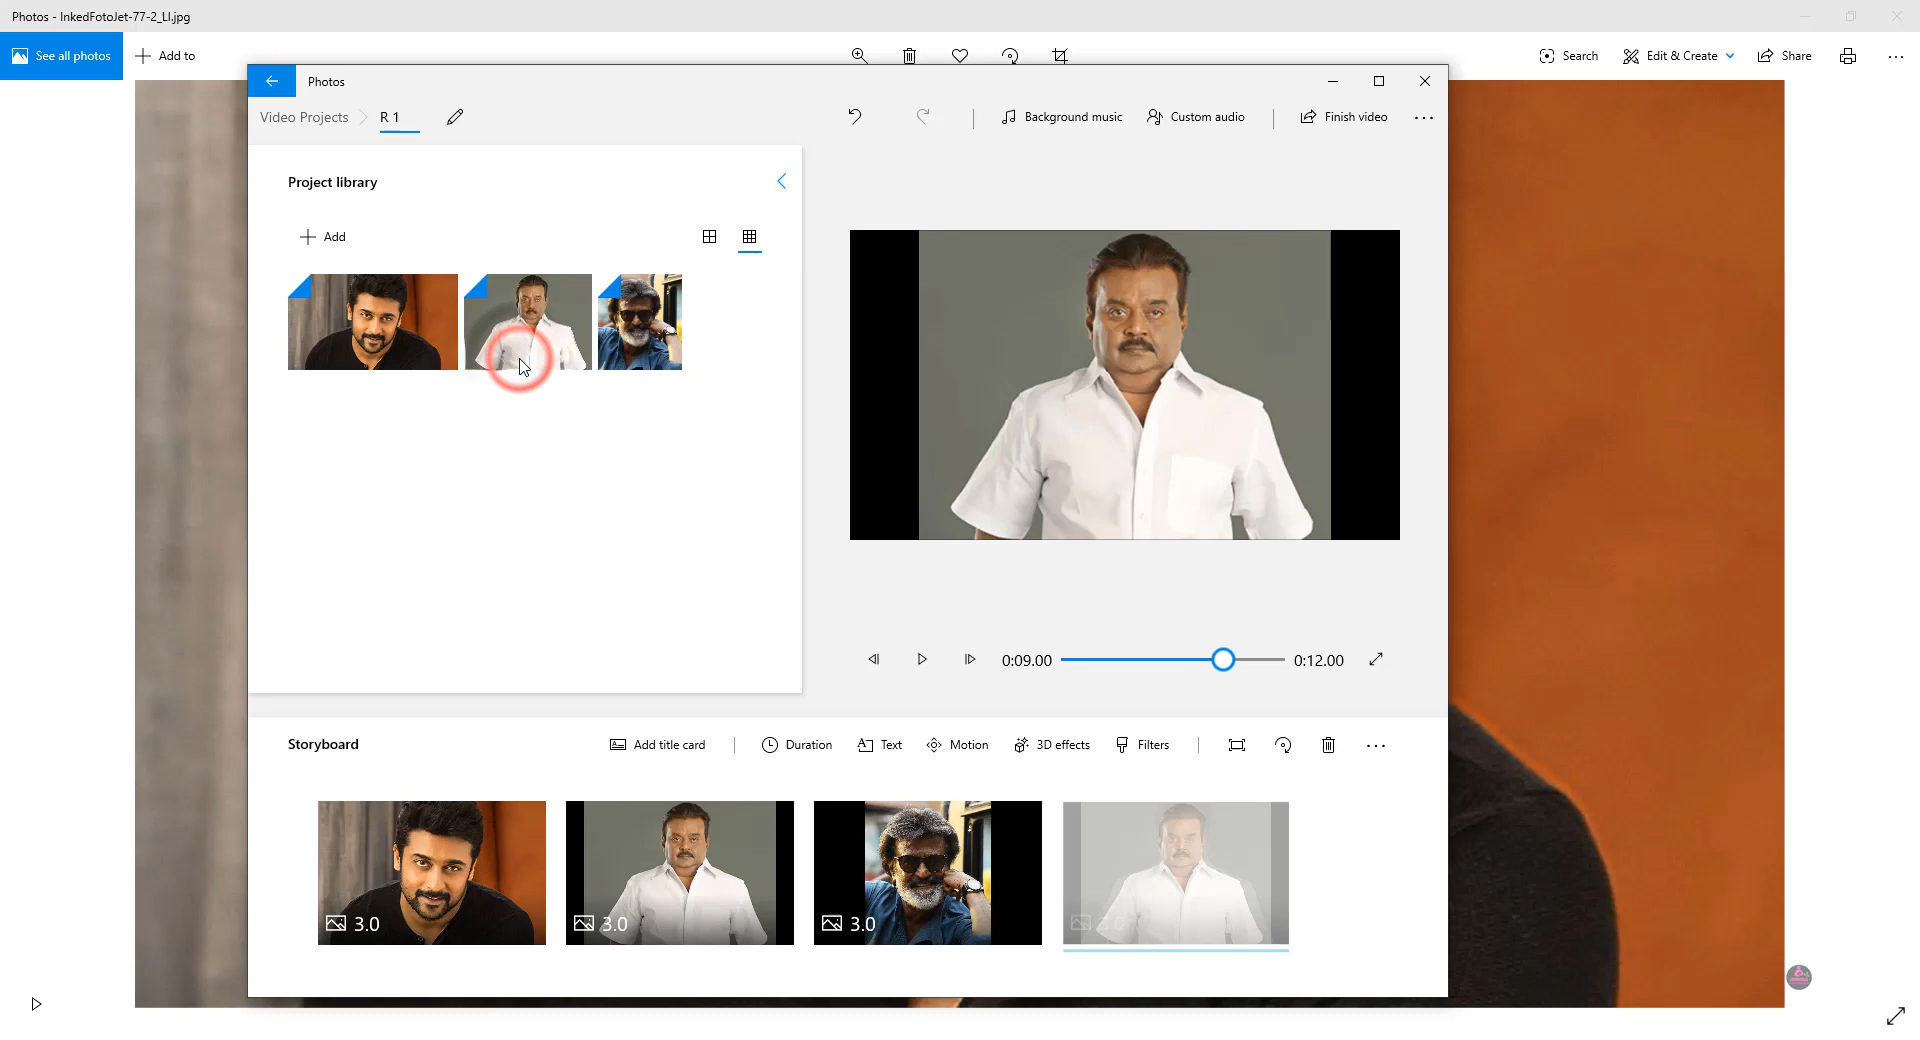 Photos - InkedFotoJet-77-2_LI.jpg
See all photos
Add to
Search
Edit & Create
Share
Photos
Video Projects
R 1
Background music
Custom audio
Finish video
Project library
Add
0:09.00
0:12.00
Storyboard
Add title card
Duration
Text
Motion
3D effects
Filters
3.0
3.0
3.0
3.0